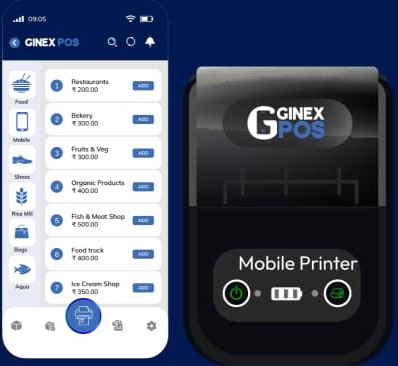 09:05
GINEX POS
Food
Mobile
Shoes
Rice Mill
Bags
Aqua
1 Restaurants
₹ 200.00
ADD
2 Bekery
₹ 300.00
ADD
3 Fruits & Veg
₹ 300.00
ADD
4 Organic Products
₹ 400.00
ADD
5 Fish & Meat Shop
₹ 500.00
ADD
6 Food truck
₹ 400.00
ADD
7 Ice Cream Shop
₹ 350.00
ADD
G GINEX
POS
Mobile Printer